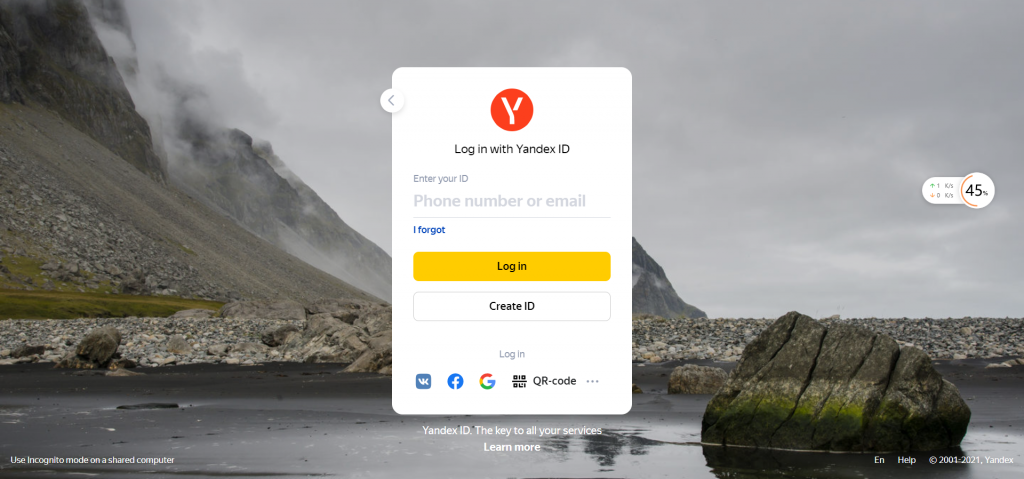 Y
Log in with Yandex ID
Enter your ID
Phone number or email
I forgot
Log in
Create ID
Log in
QR-code
↑ 1 K/s
↓ 0 K/s
45%
Yandex ID. The key to all your services
Learn more
Use Incognito mode on a shared computer
En Help © 2001-2021, Yandex